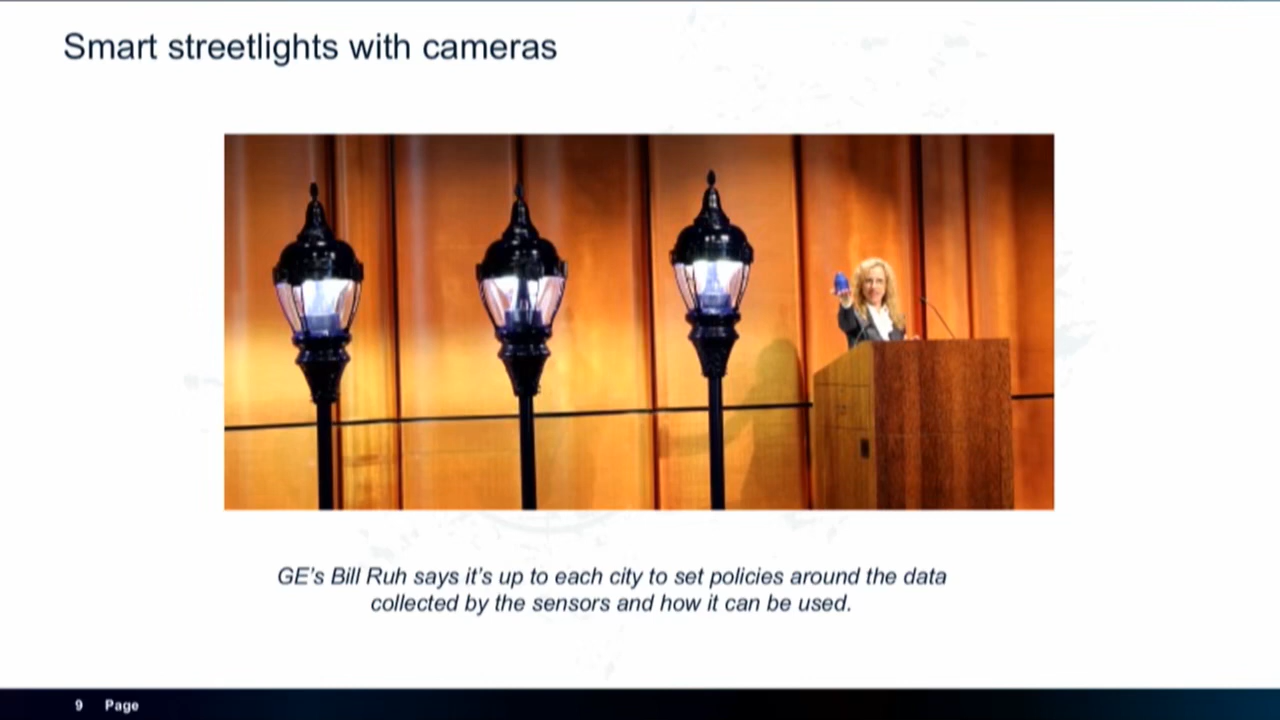 Smart streetlights with cameras
GE's Bill Ruh says it's up to each city to set policies around the data
collected by the sensors and how it can be used.
9 Page